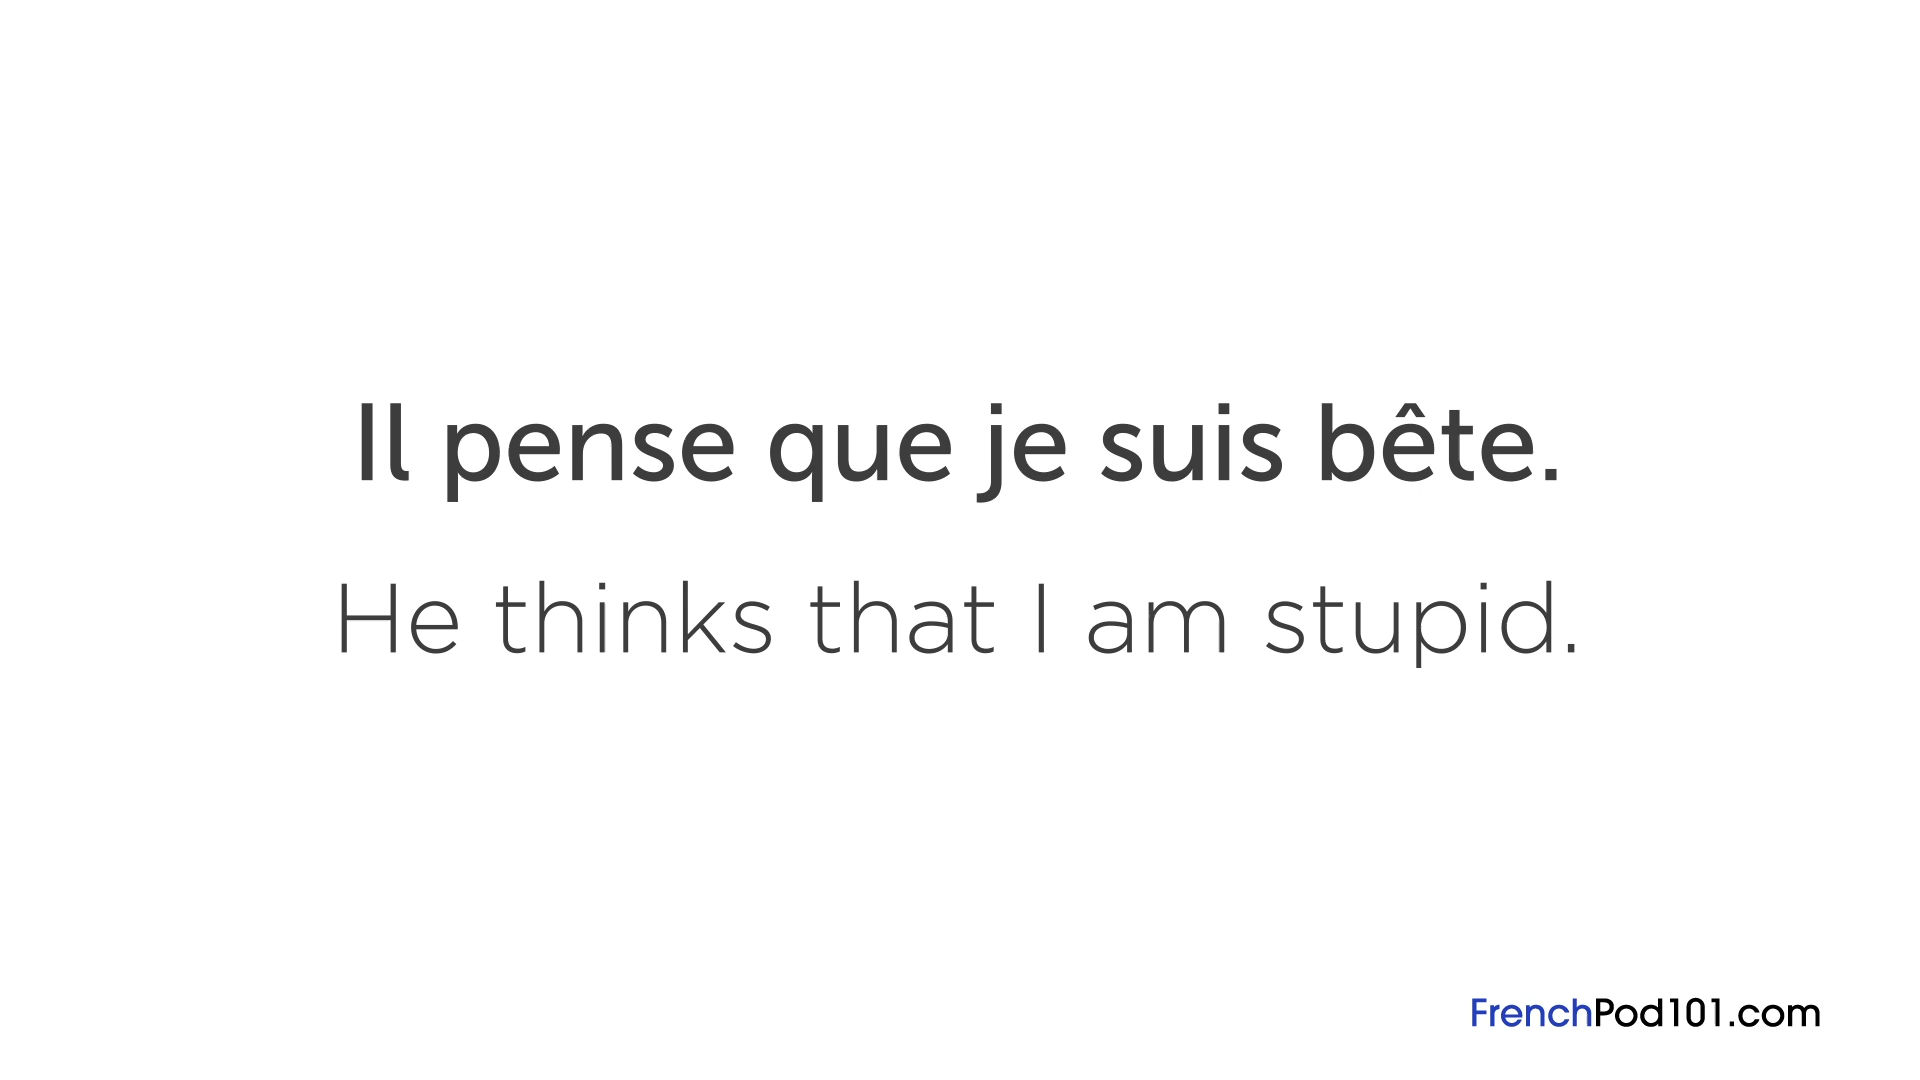 Il pense que je suis bête.
He thinks that I am stupid.
FrenchPod101.com